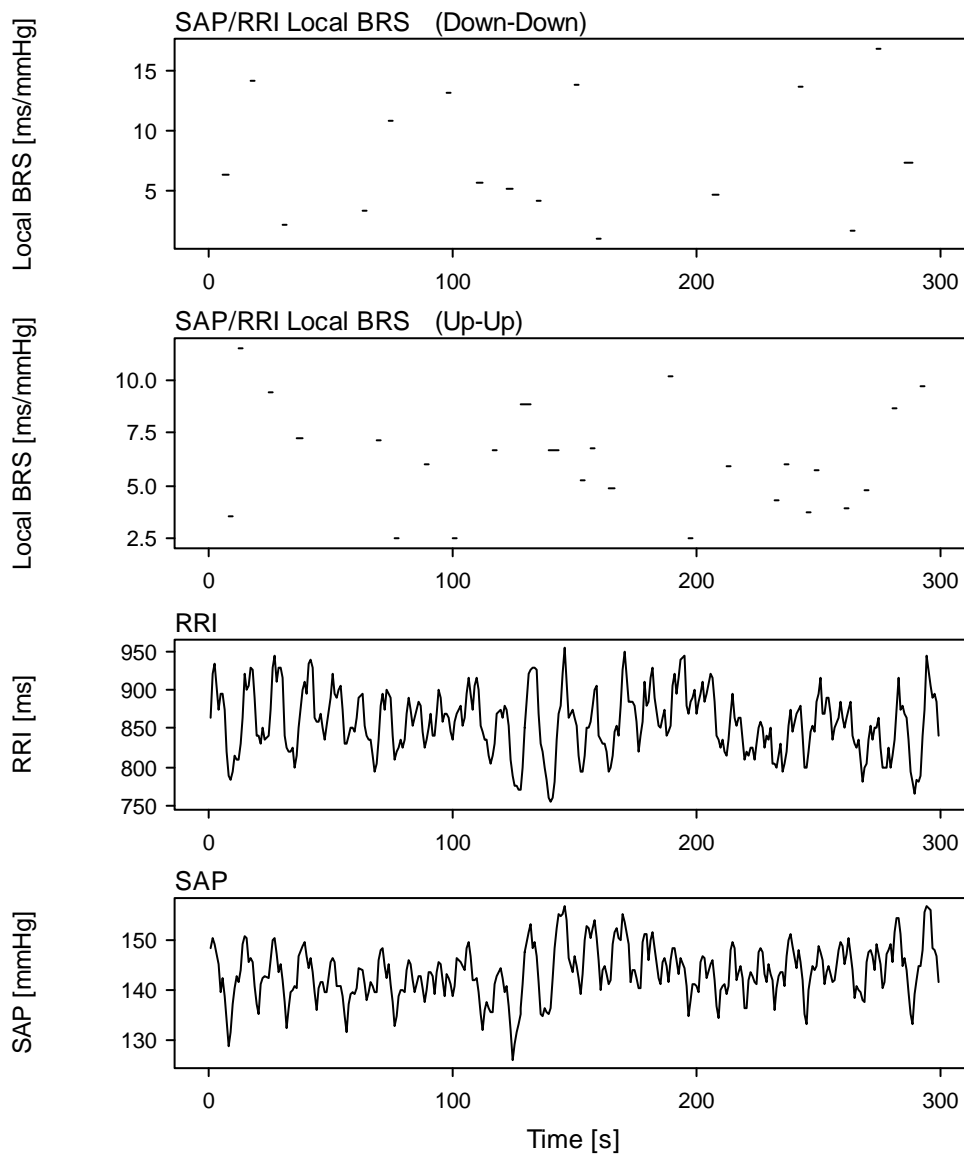 SAP/RRI Local BRS (Down-Down)
Local BRS [ms/mmHg]
15
10
5
0 100 200 300
SAP/RRI Local BRS (Up-Up)
Local BRS [ms/mmHg]
10.0
7.5
5.0
2.5
0 100 200 300
RRI
RRI [ms]
950
900
850
800
750
0 100 200 300
SAP
SAP [mmHg]
150
140
130
0 100 200 300
Time [s]